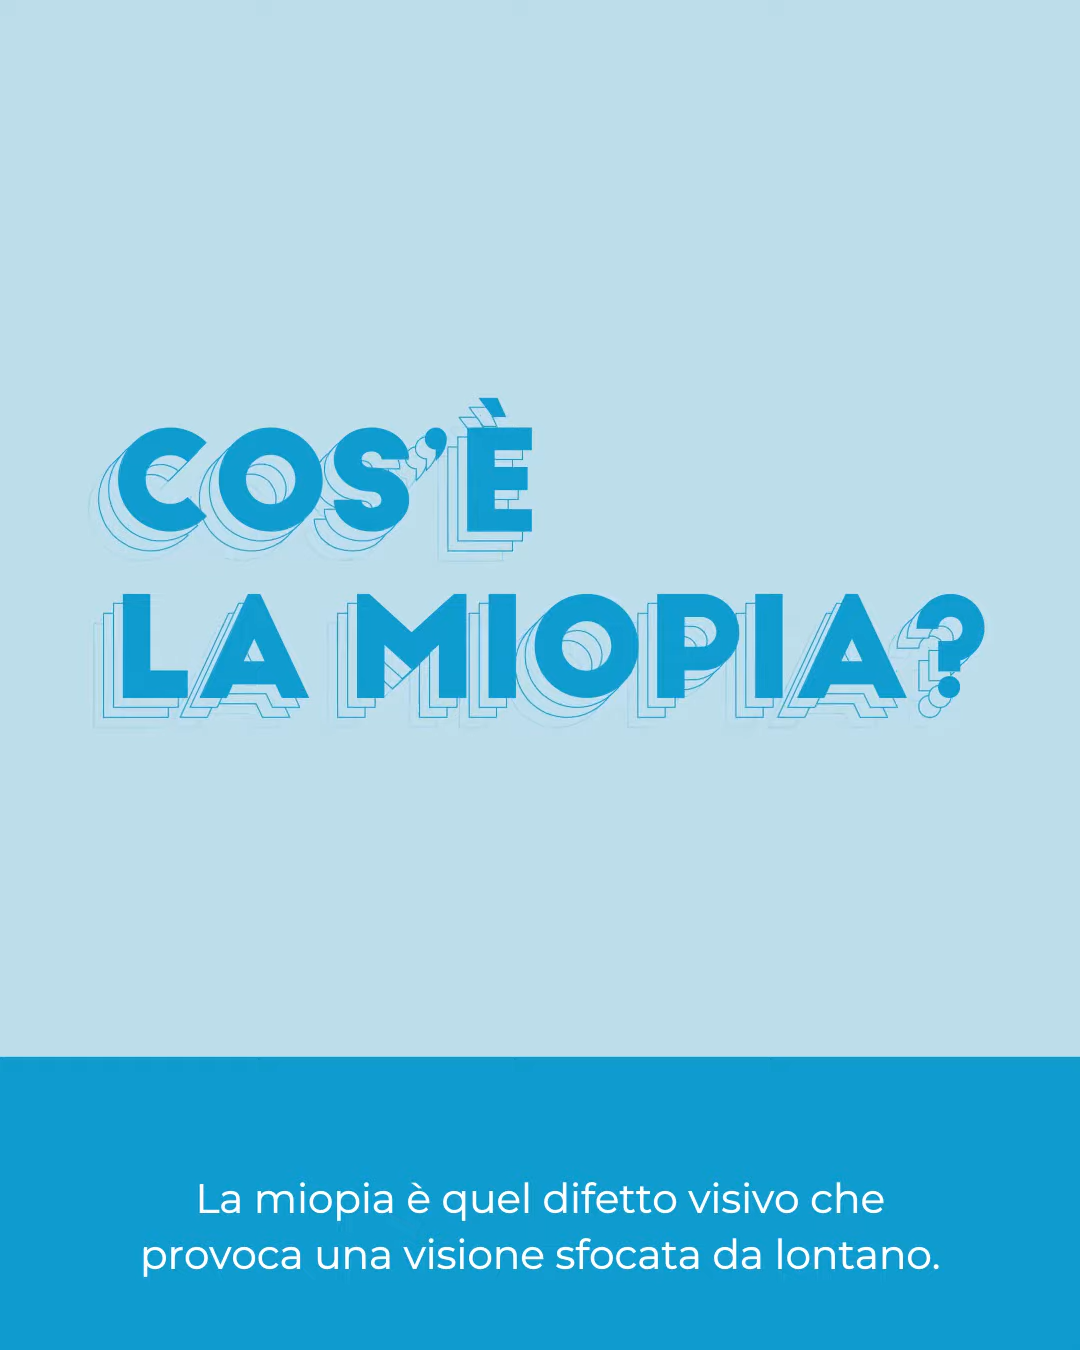 COS'È
LA MIOPIA?
La miopia è quel difetto visivo che
provoca una visione sfocata da lontano.